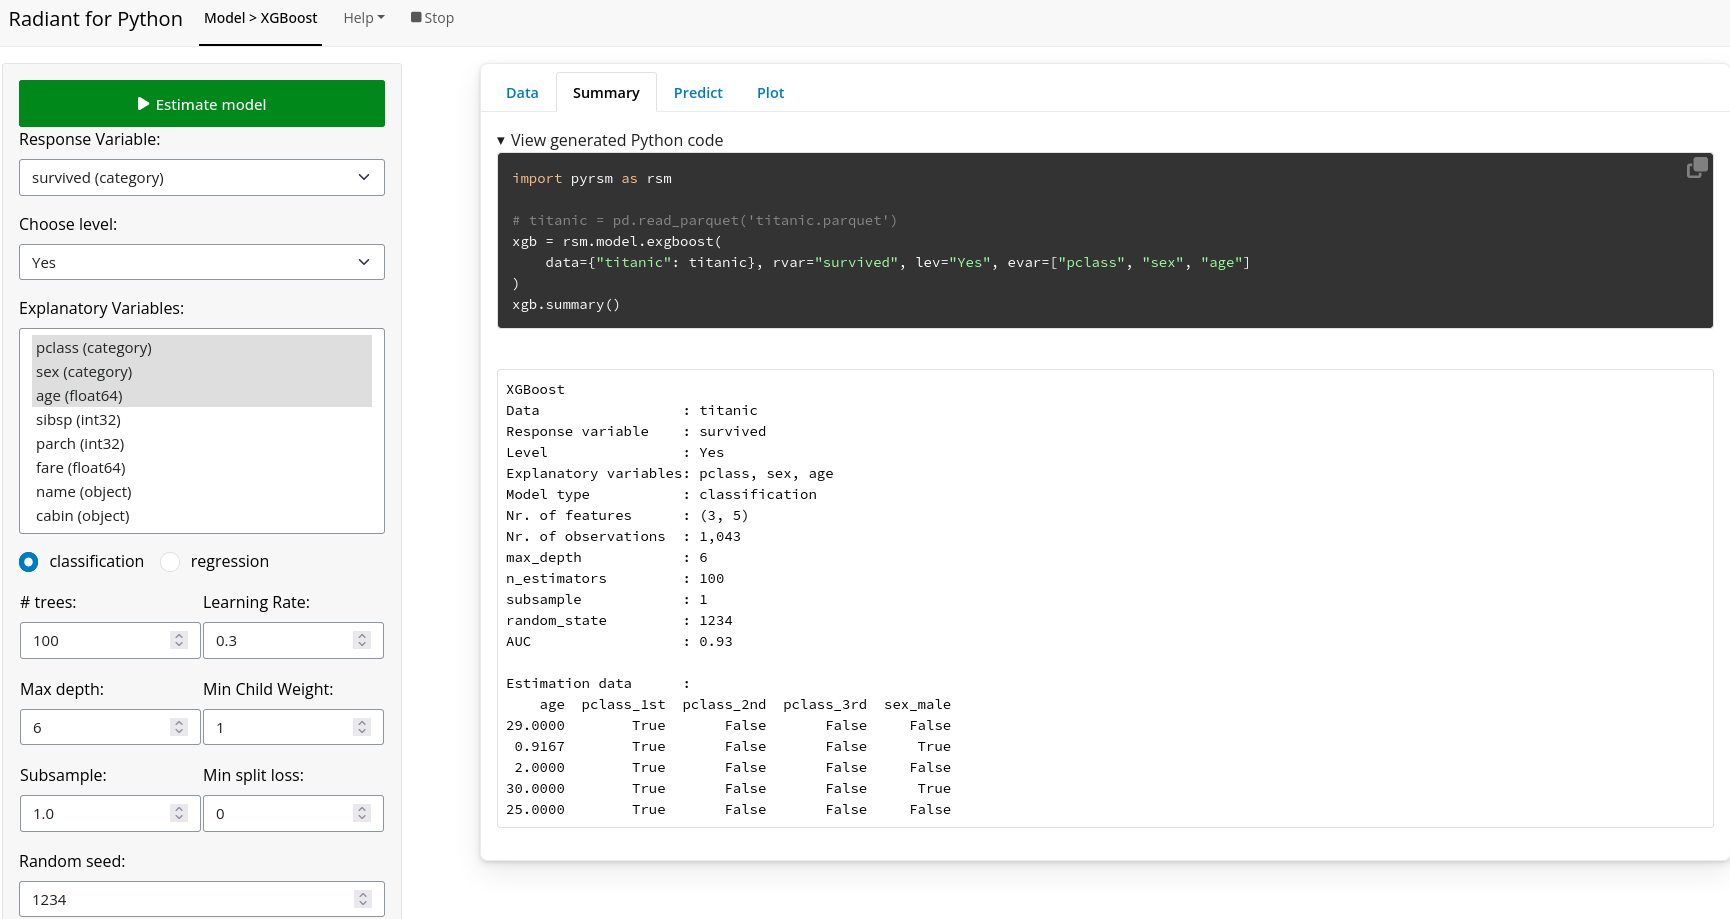 Radiant for Python Model > XGBoost Help Stop
Estimate model
Response Variable:
survived (category)
Choose level:
Yes
Explanatory Variables:
pclass (category)
sex (category)
age (float64)
sibsp (int32)
parch (int32)
fare (float64)
name (object)
cabin (object)
classification regression
# trees: Learning Rate:
100 0.3
Max depth: Min Child Weight:
6 1
Subsample: Min split loss:
1.0 0
Random seed:
1234
Data Summary Predict Plot
▼ View generated Python code
import pyrsm as rsm
# titanic = pd.read_parquet('titanic.parquet')
xgb = rsm.model.exgboost(
    data={"titanic": titanic}, rvar="survived", lev="Yes", evar=["pclass", "sex", "age"]
)
xgb.summary()
XGBoost
Data                 : titanic
Response variable    : survived
Level                : Yes
Explanatory variables: pclass, sex, age
Model type           : classification
Nr. of features      : (3, 5)
Nr. of observations  : 1,043
max_depth            : 6
n_estimators         : 100
subsample            : 1
random_state         : 1234
AUC                  : 0.93
Estimation data      :
    age  pclass_1st  pclass_2nd  pclass_3rd  sex_male
29.0000        True       False       False     False
 0.9167        True       False       False      True
 2.0000        True       False       False     False
30.0000        True       False       False      True
25.0000        True       False       False     False